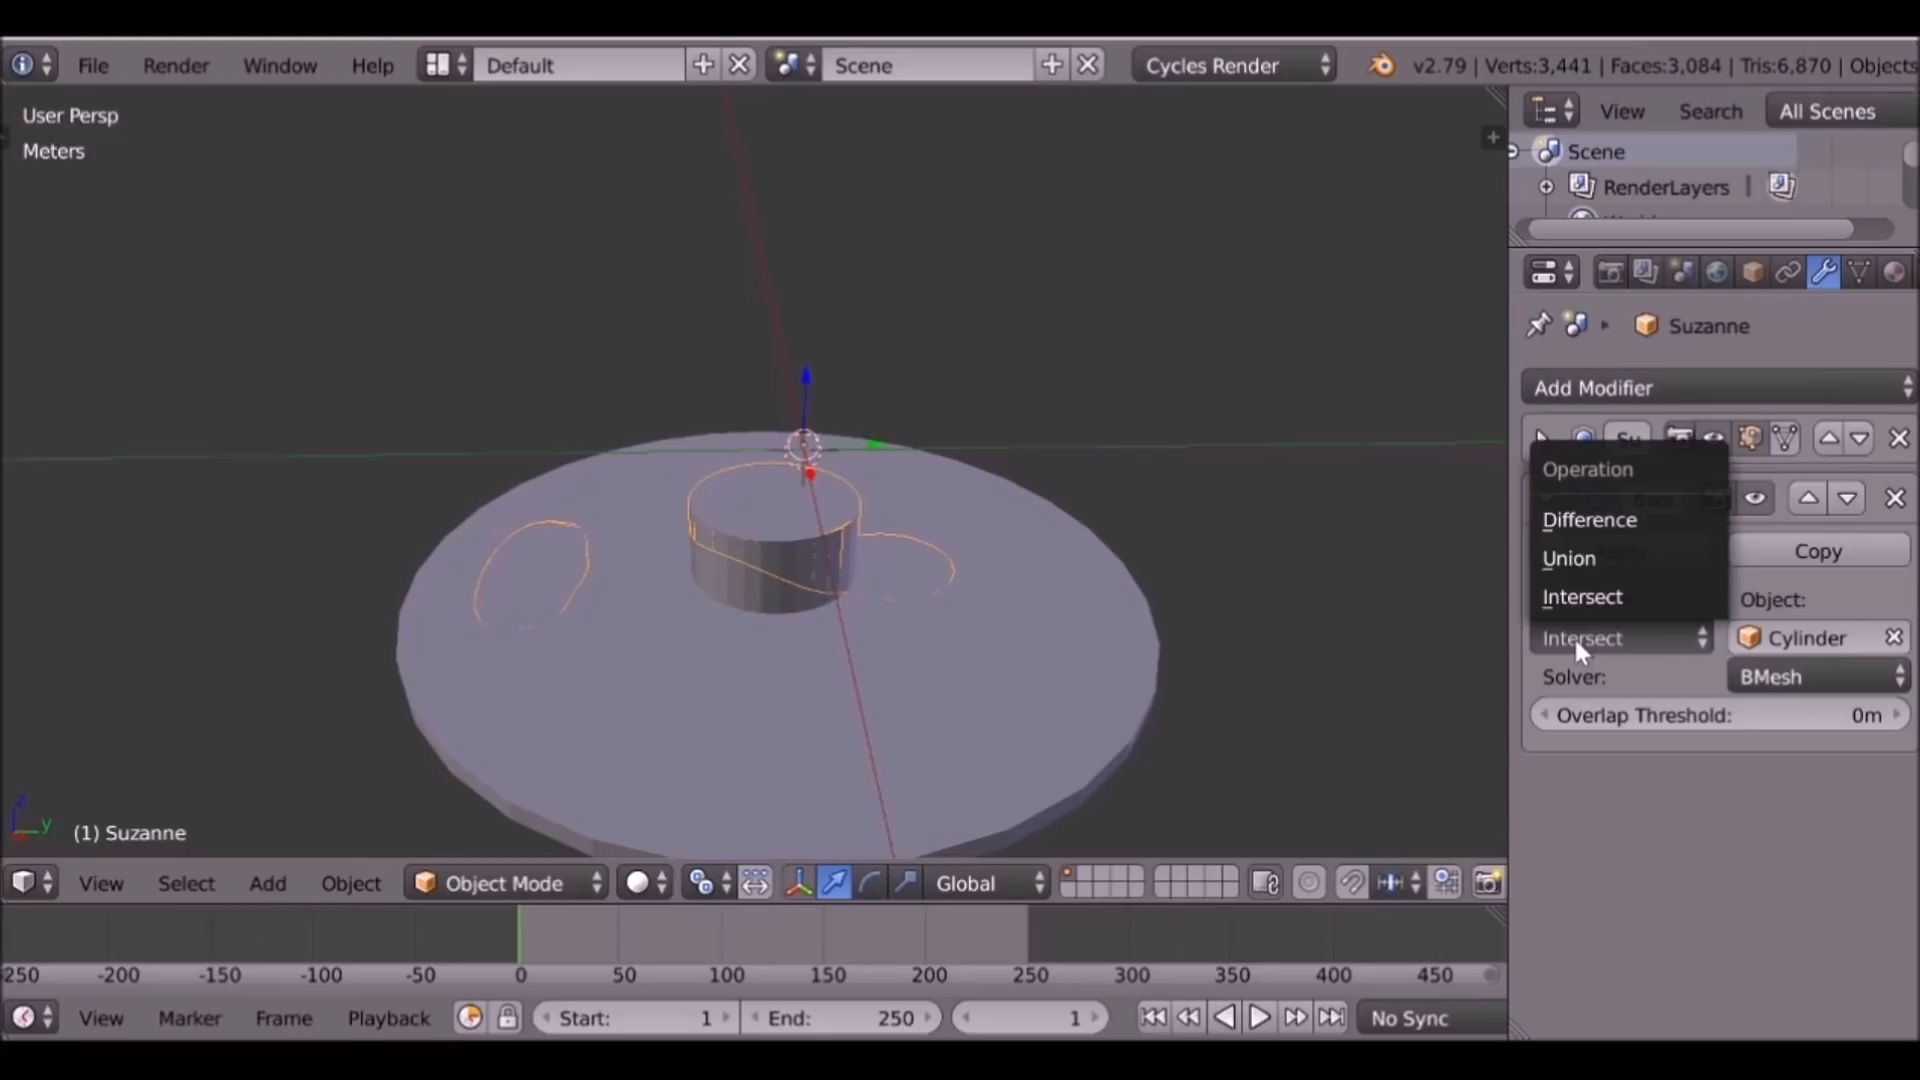 File Render Window Help Default Scene Cycles Render v2.79 | Verts:3,441 | Faces:3,084 | Tris:6,870 | Objects
User Persp
Meters
View Search All Scenes
Scene
RenderLayers
Suzanne
Add Modifier
Su
Operation
Difference
Union
Intersect
Copy
Object:
Intersect Cylinder
Solver: BMesh
Overlap Threshold: 0m
z
y
(1) Suzanne
View Select Add Object Object Mode Global
-250 -200 -150 -100 -50 0 50 100 150 200 250 300 350 400 450
View Marker Frame Playback Start: 1 End: 250 1 No Sync